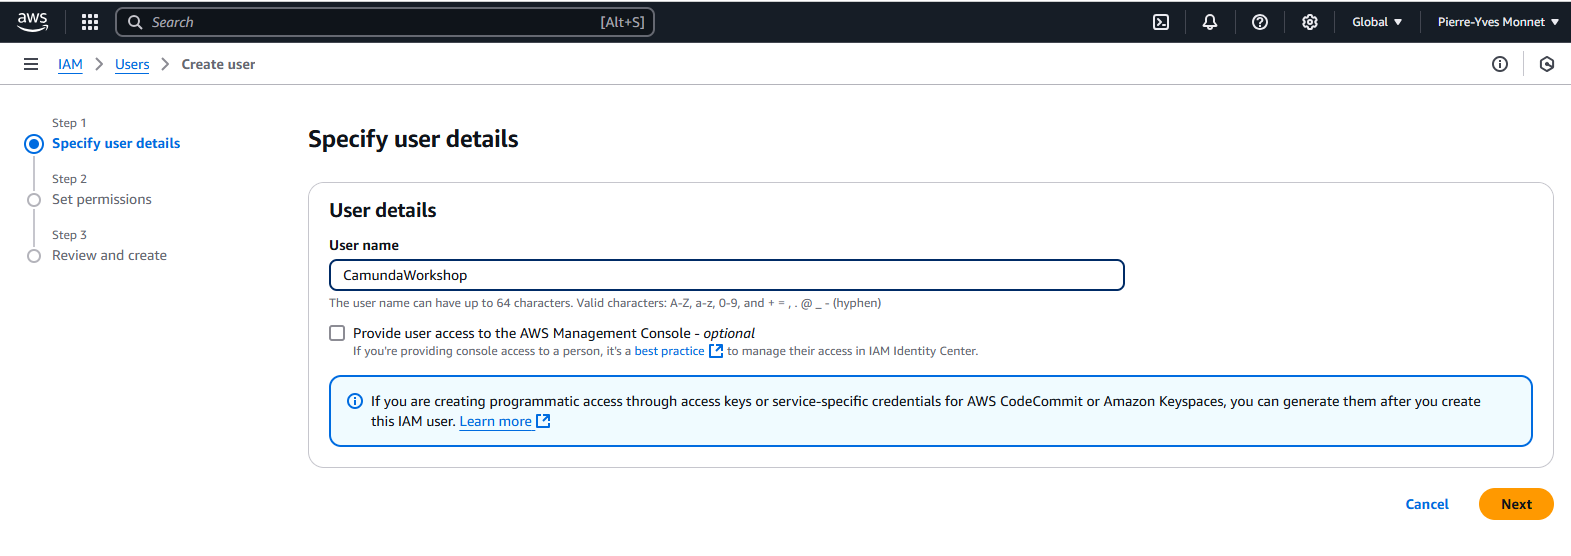 aws
Search [Alt+S]
Global
Pierre-Yves Monnet
IAM > Users > Create user
Step 1
Specify user details
Step 2
Set permissions
Step 3
Review and create
Specify user details
User details
User name
CamundaWorkshop
The user name can have up to 64 characters. Valid characters: A-Z, a-z, 0-9, and + = , . @ _ - (hyphen)
Provide user access to the AWS Management Console - optional
If you're providing console access to a person, it's a best practice to manage their access in IAM Identity Center.
If you are creating programmatic access through access keys or service-specific credentials for AWS CodeCommit or Amazon Keyspaces, you can generate them after you create
this IAM user. Learn more
Cancel
Next